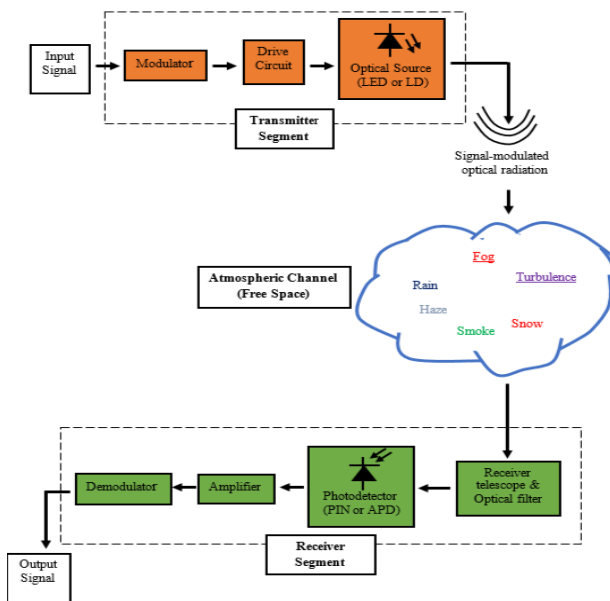 Input
Signal
Modulator
Drive
Circuit
Optical Source
(LED or LD)
Transmitter
Segment
Signal-modulated
optical radiation
Atmospheric Channel
(Free Space)
Fog
Rain
Turbulence
Haze
Smoke
Snow
Demodulator
Amplifier
Photodetector
(PIN or APD)
Receiver
telescope &
Optical filter
Receiver
Segment
Output
Signal